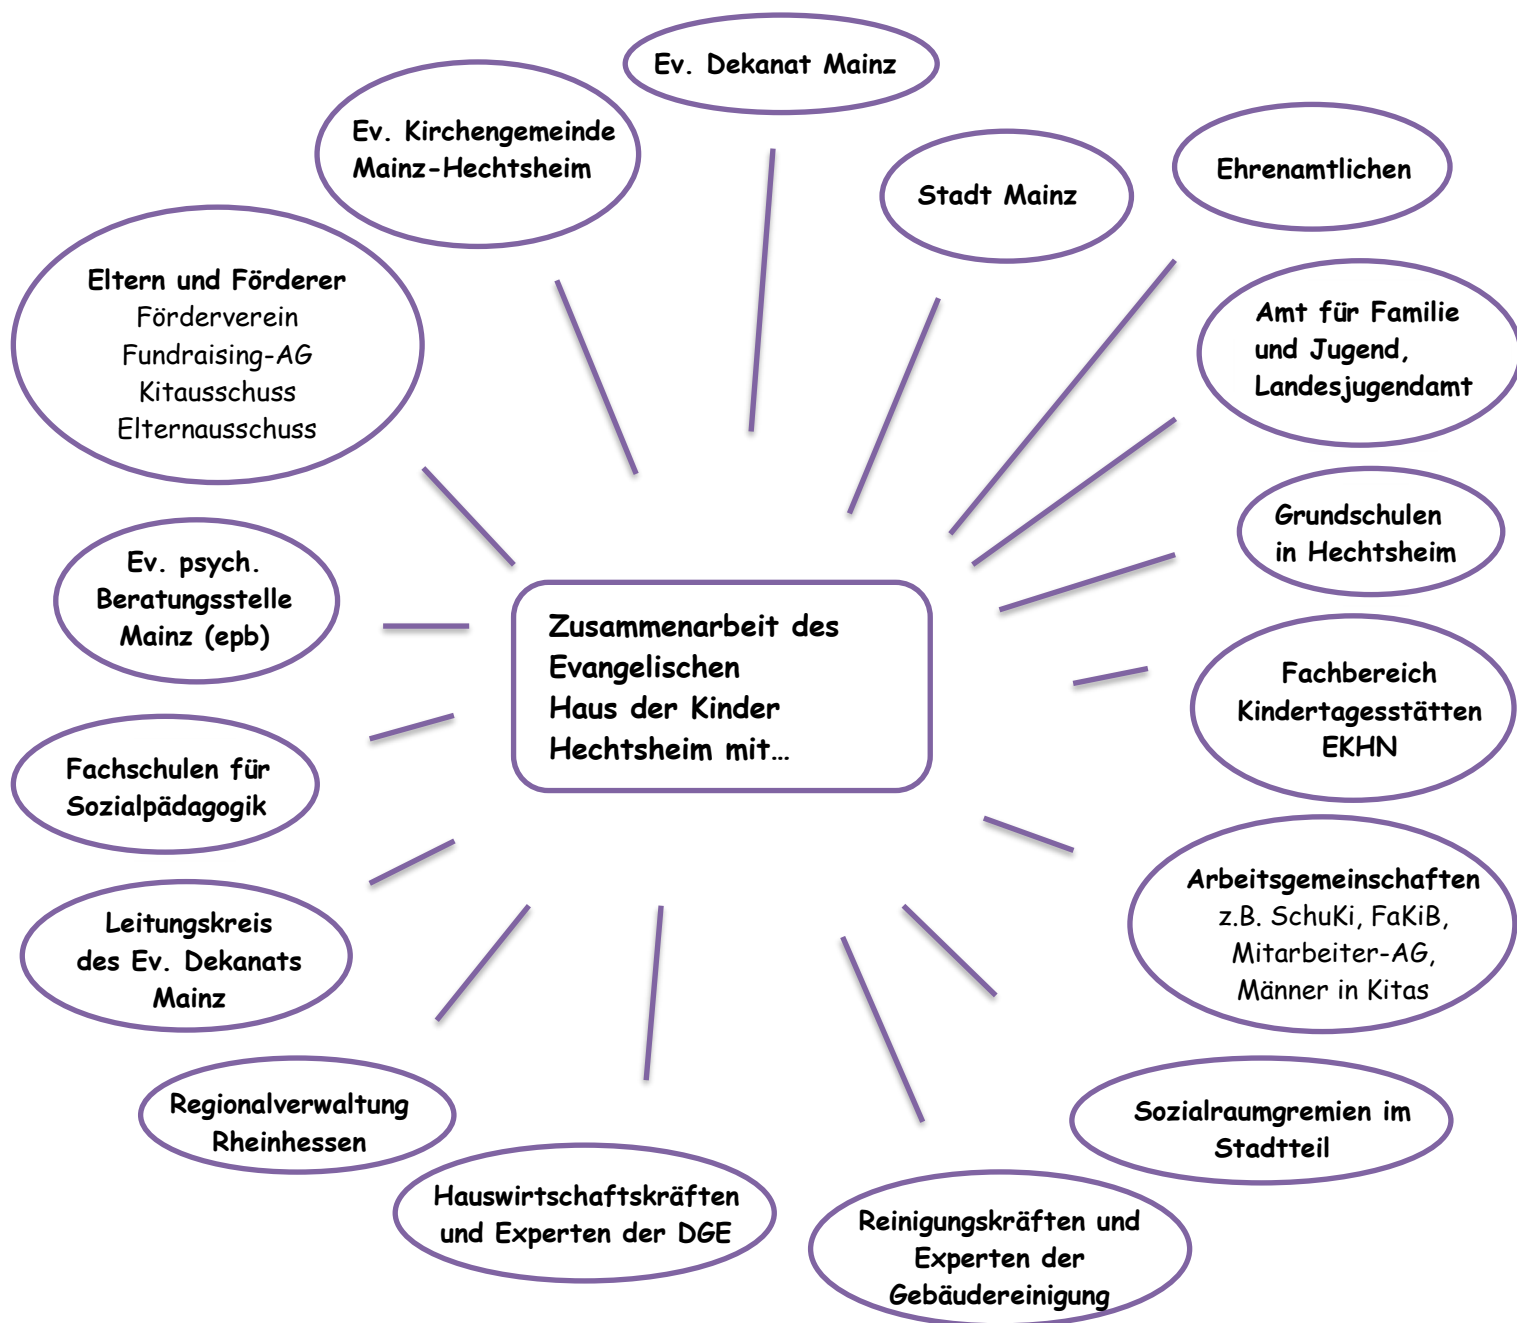 Ev. Dekanat Mainz
Ev. Kirchengemeinde
Mainz-Hechtsheim
Stadt Mainz
Ehrenamtlichen
Eltern und Förderer
Förderverein
Fundraising-AG
Kitausschuss
Elternausschuss
Amt für Familie
und Jugend,
Landesjugendamt
Grundschulen
in Hechtsheim
Ev. psych.
Beratungsstelle
Mainz (epb)
Zusammenarbeit des
Evangelischen
Haus der Kinder
Hechtsheim mit…
Fachbereich
Kindertagesstätten
EKHN
Fachschulen für
Sozialpädagogik
Arbeitsgemeinschaften
z.B. SchuKi, FaKiB,
Mitarbeiter-AG,
Männer in Kitas
Leitungskreis
des Ev. Dekanats
Mainz
Regionalverwaltung
Rheinhessen
Sozialraumgremien im
Stadtteil
Hauswirtschaftskräften
und Experten der DGE
Reinigungskräften und
Experten der
Gebäudereinigung